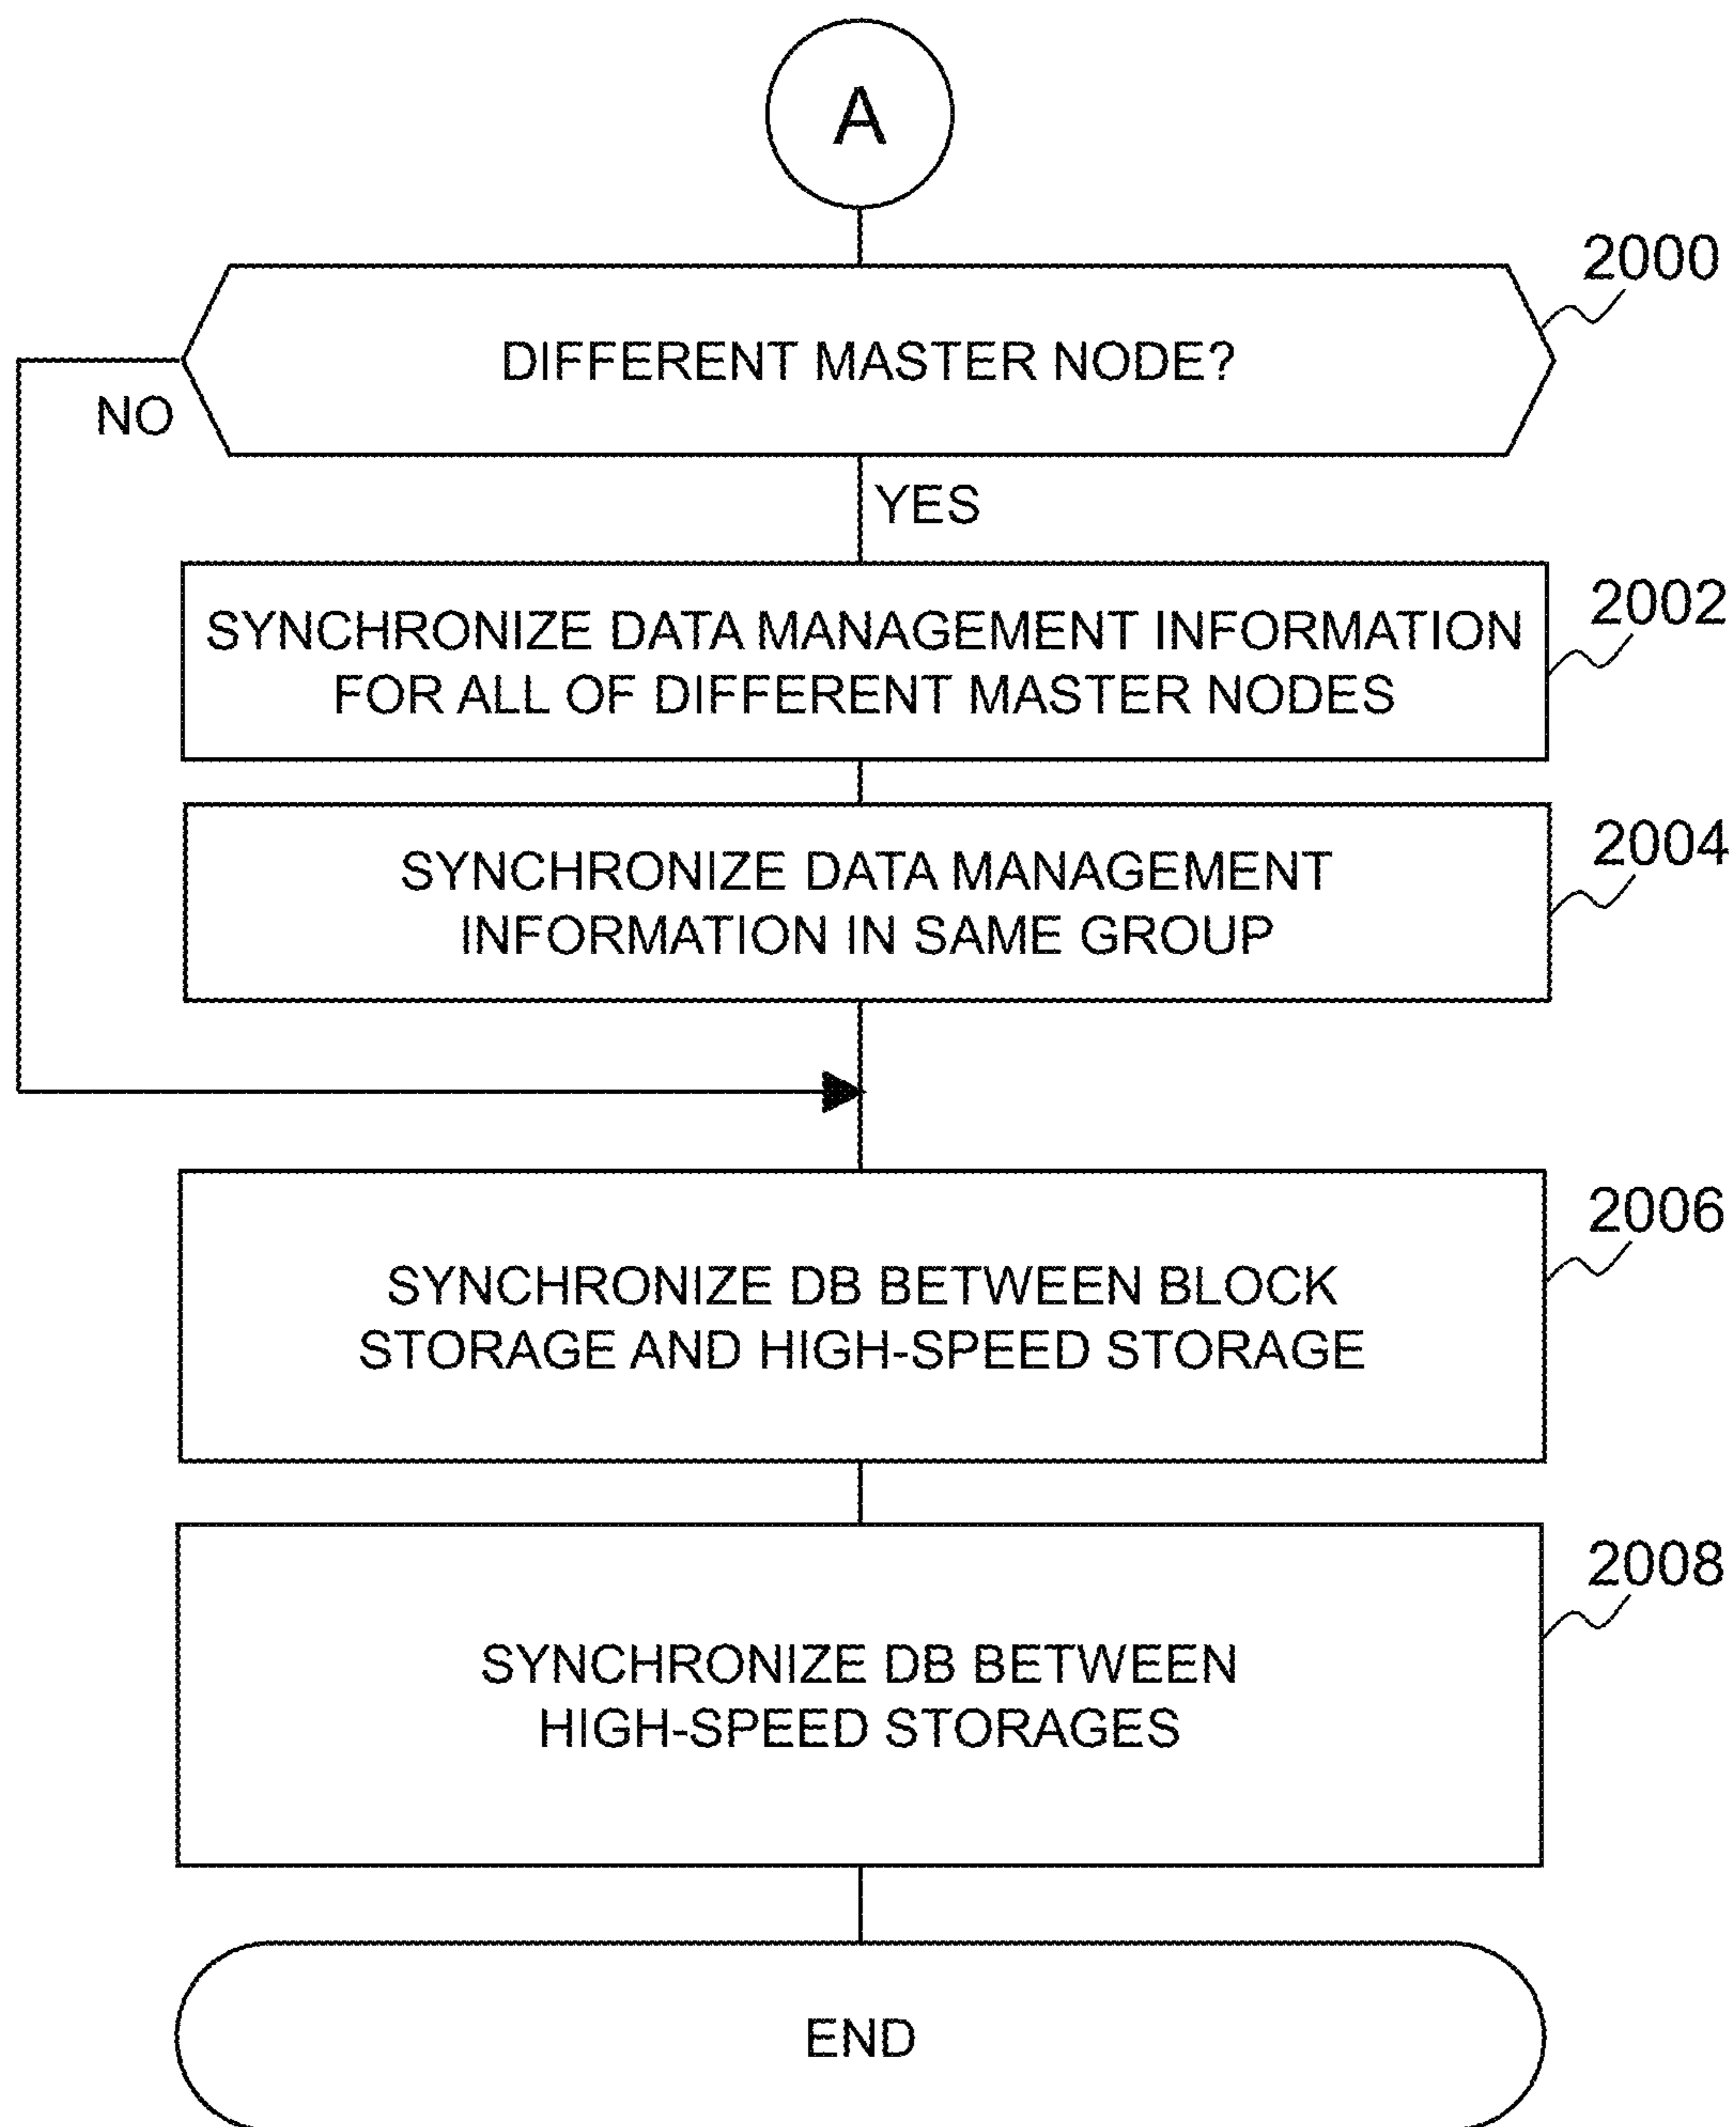 A
2000
DIFFERENT MASTER NODE?
NO
YES
2002
SYNCHRONIZE DATA MANAGEMENT INFORMATION
FOR ALL OF DIFFERENT MASTER NODES
2004
SYNCHRONIZE DATA MANAGEMENT
INFORMATION IN SAME GROUP
2006
SYNCHRONIZE DB BETWEEN BLOCK
STORAGE AND HIGH-SPEED STORAGE
2008
SYNCHRONIZE DB BETWEEN
HIGH-SPEED STORAGES
END